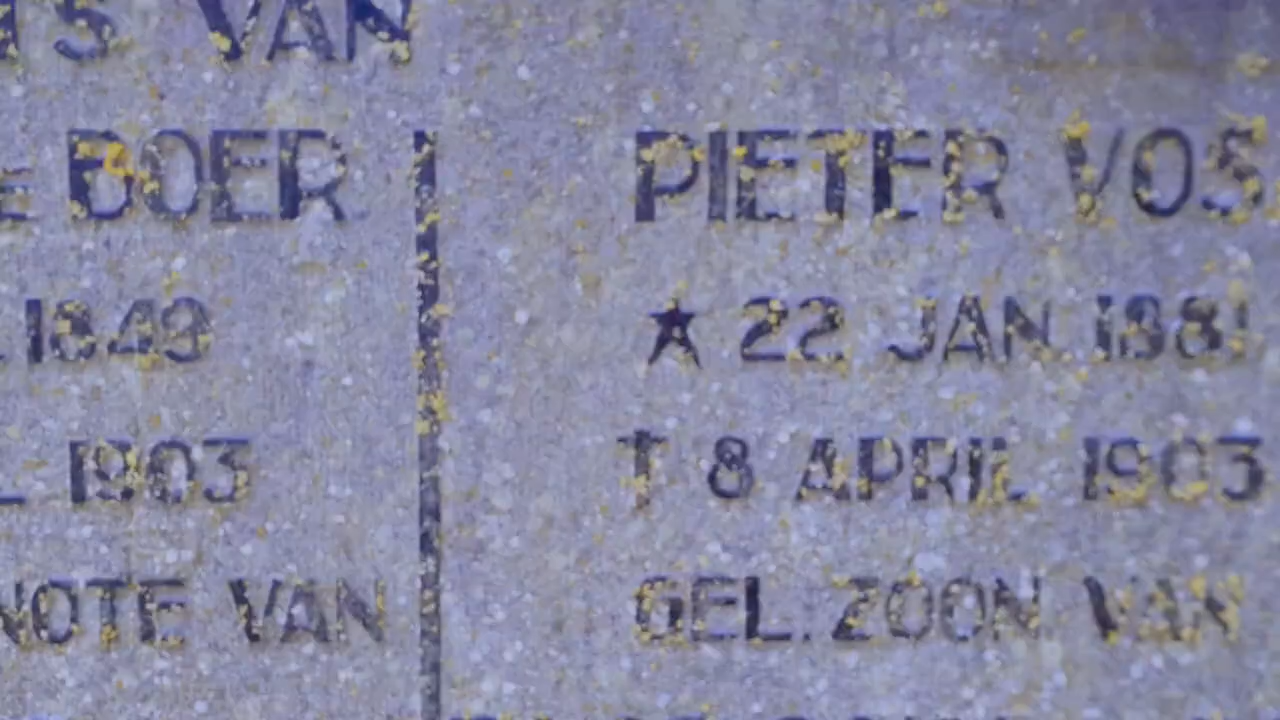 VAN
BOER
1849
1903
VAN
PIETER VOS
★ 22 JAN 1881
† 8 APRIL 1903
GEL. ZOON VAN